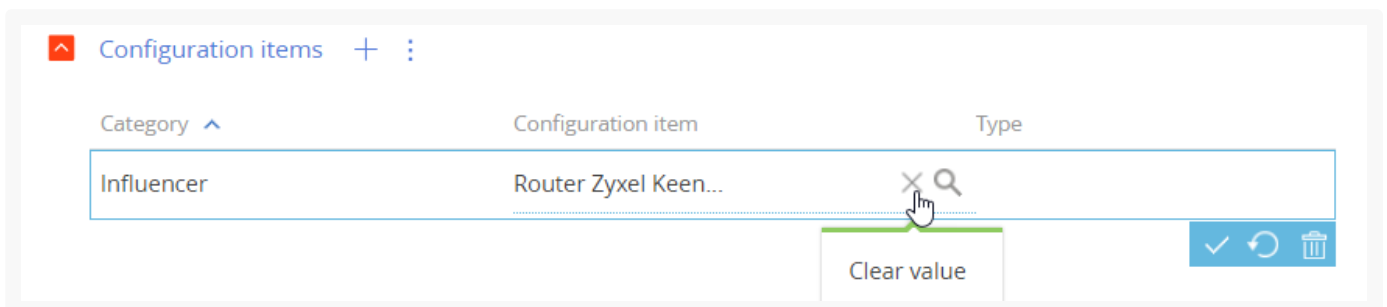 Configuration items
Category Configuration item Type
Influencer Router Zyxel Keen...
Clear value